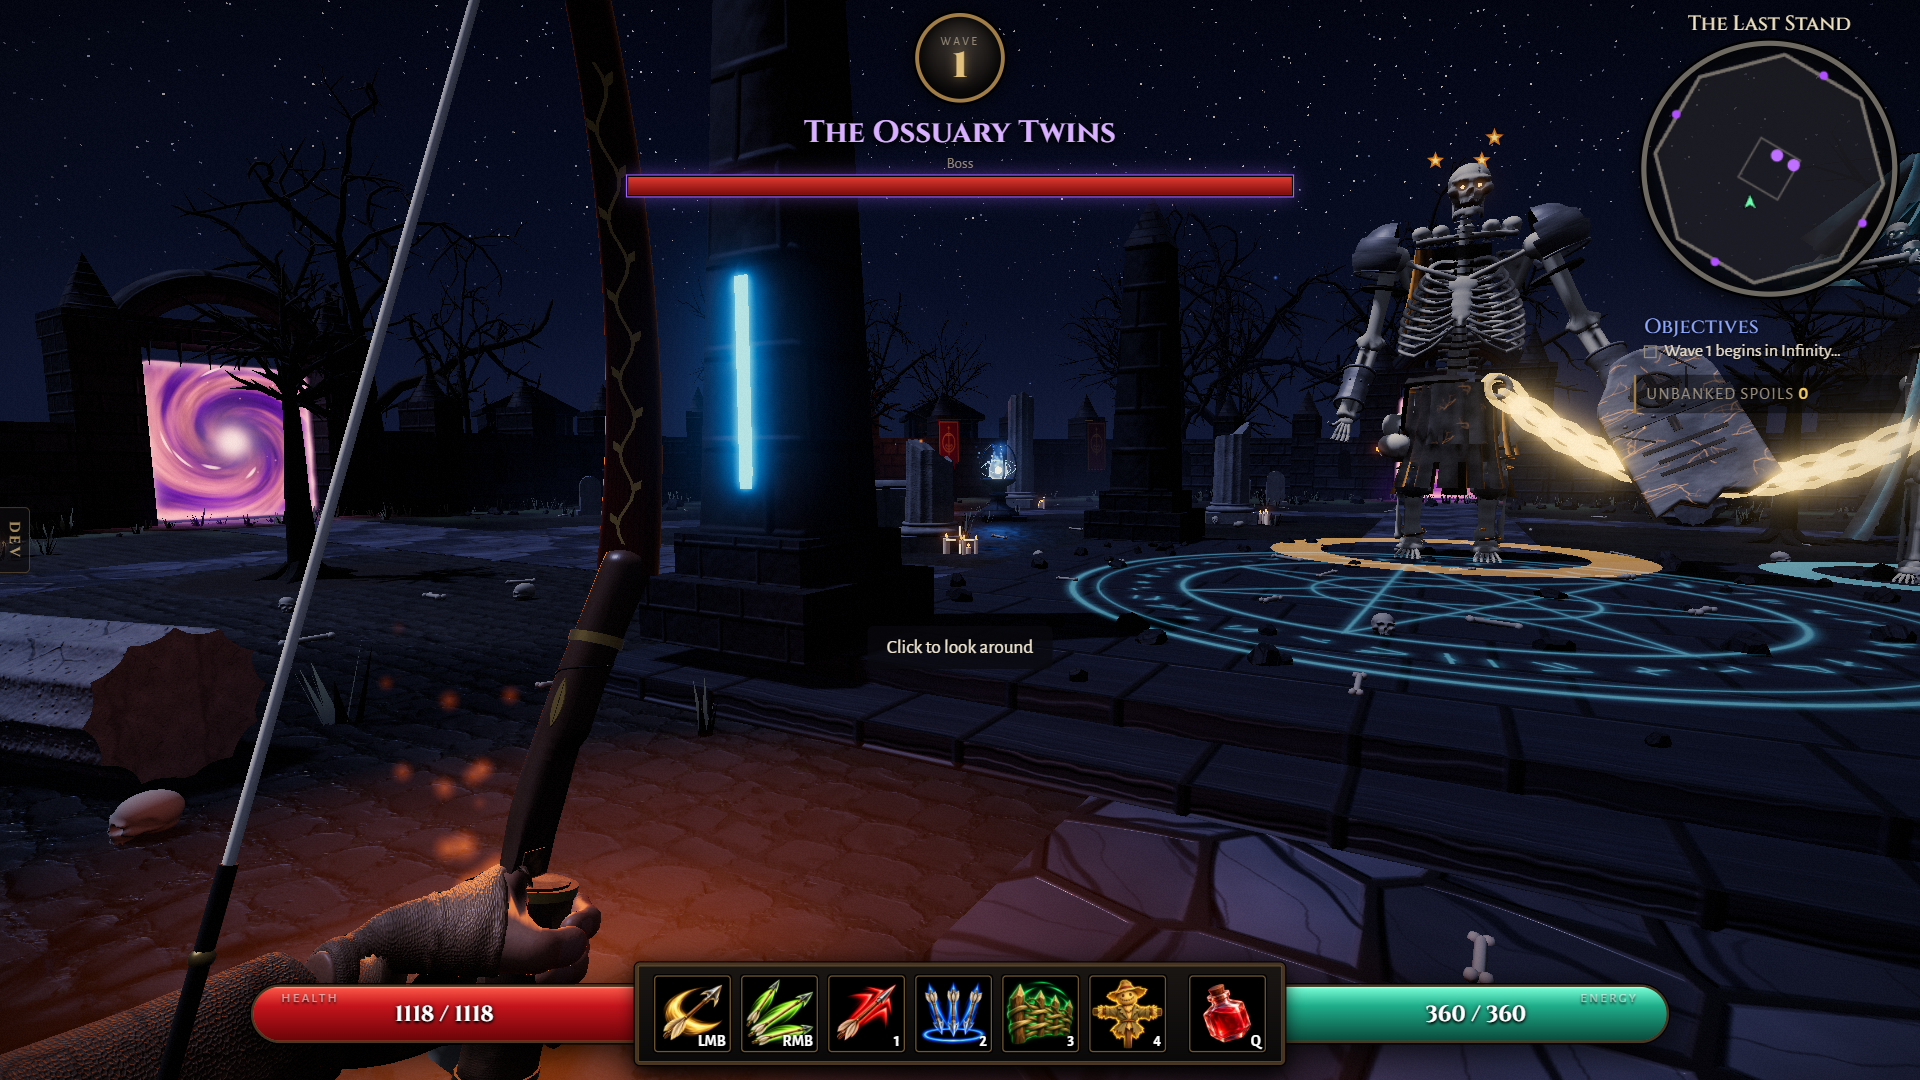 WAVE
1
THE OSSUARY TWINS
Boss
THE LAST STAND
OBJECTIVES
Wave 1 begins in Infinity...
UNBANKED SPOILS 0
DEV
Click to look around
HEALTH
1118 / 1118
LMB
RMB
1
2
3
4
Q
ENERGY
360 / 360